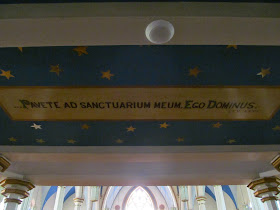 ...PAVETE AD SANCTUARIUM MEUM, EGO DOMINUS...